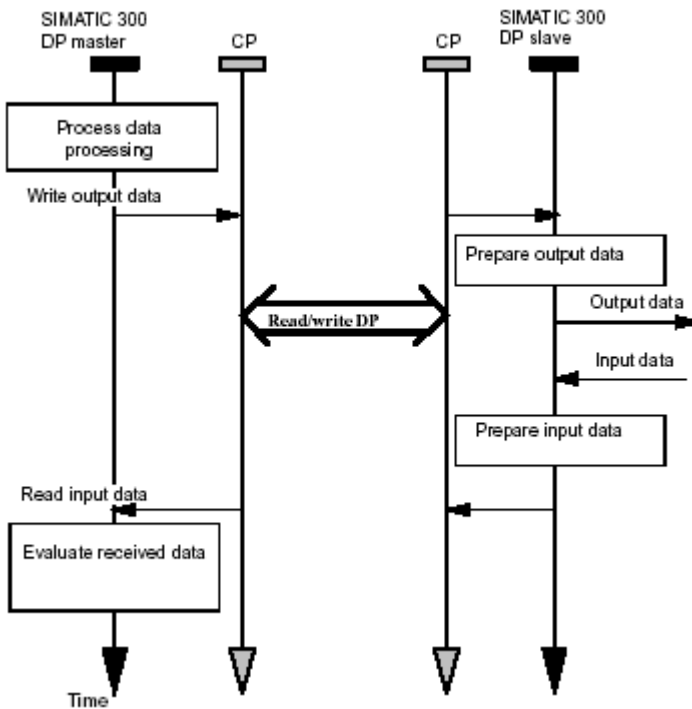 SIMATIC 300
DP master
CP
CP
SIMATIC 300
DP slave
Process data
processing
Write output data
Prepare output data
Read/write DP
Output data
Input data
Prepare input data
Read input data
Evaluate received data
Time